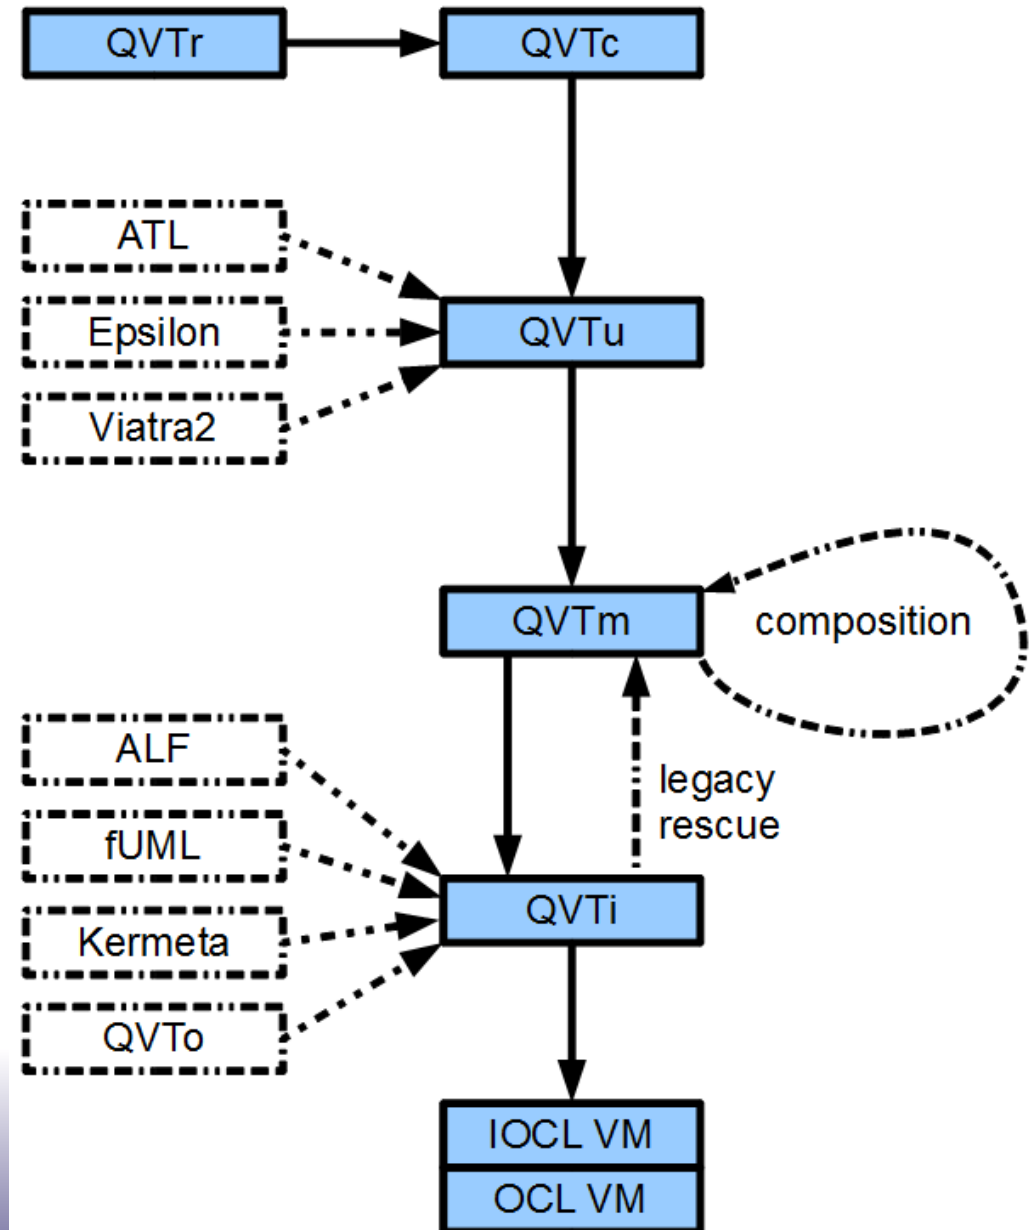 QVTr
QVTc
ATL
Epsilon
QVTu
Viatra2
QVTm
composition
ALF
legacy
rescue
fUML
QVTi
Kermeta
QVTo
IOCL VM
OCL VM